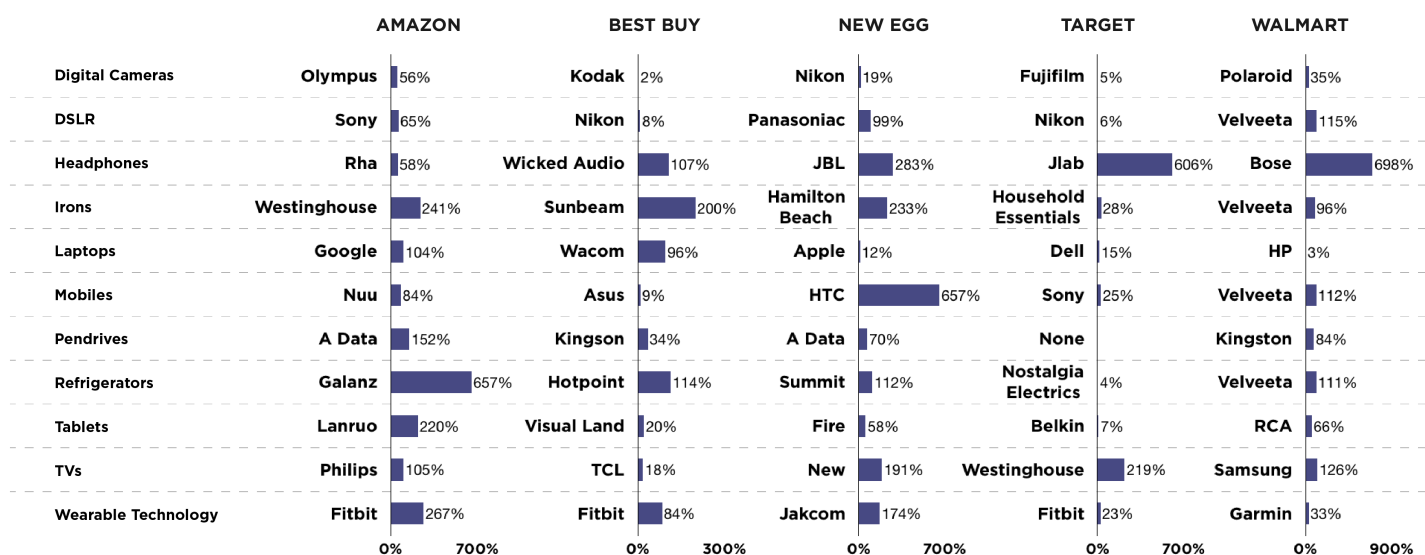 AMAZON BEST BUY NEW EGG TARGET WALMART
Digital Cameras Olympus 56% Kodak 2% Nikon 19% Fujifilm 5% Polaroid 35%
DSLR Sony 65% Nikon 8% Panasoniac 99% Nikon 6% Velveeta 115%
Headphones Rha 58% Wicked Audio 107% JBL 283% Jlab 606% Bose 698%
Irons Westinghouse 241% Sunbeam 200% Hamilton Beach 233% Household Essentials 28% Velveeta 96%
Laptops Google 104% Wacom 96% Apple 12% Dell 15% HP 3%
Mobiles Nuu 84% Asus 9% HTC 657% Sony 25% Velveeta 112%
Pendrives A Data 152% Kingson 34% A Data 70% None Kingston 84%
Refrigerators Galanz 657% Hotpoint 114% Summit 112% Nostalgia Electrics 4% Velveeta 111%
Tablets Lanruo 220% Visual Land 20% Fire 58% Belkin 7% RCA 66%
TVs Philips 105% TCL 18% New 191% Westinghouse 219% Samsung 126%
Wearable Technology Fitbit 267% Fitbit 84% Jakcom 174% Fitbit 23% Garmin 33%
0% 700% 0% 300% 0% 700% 0% 700% 0% 900%